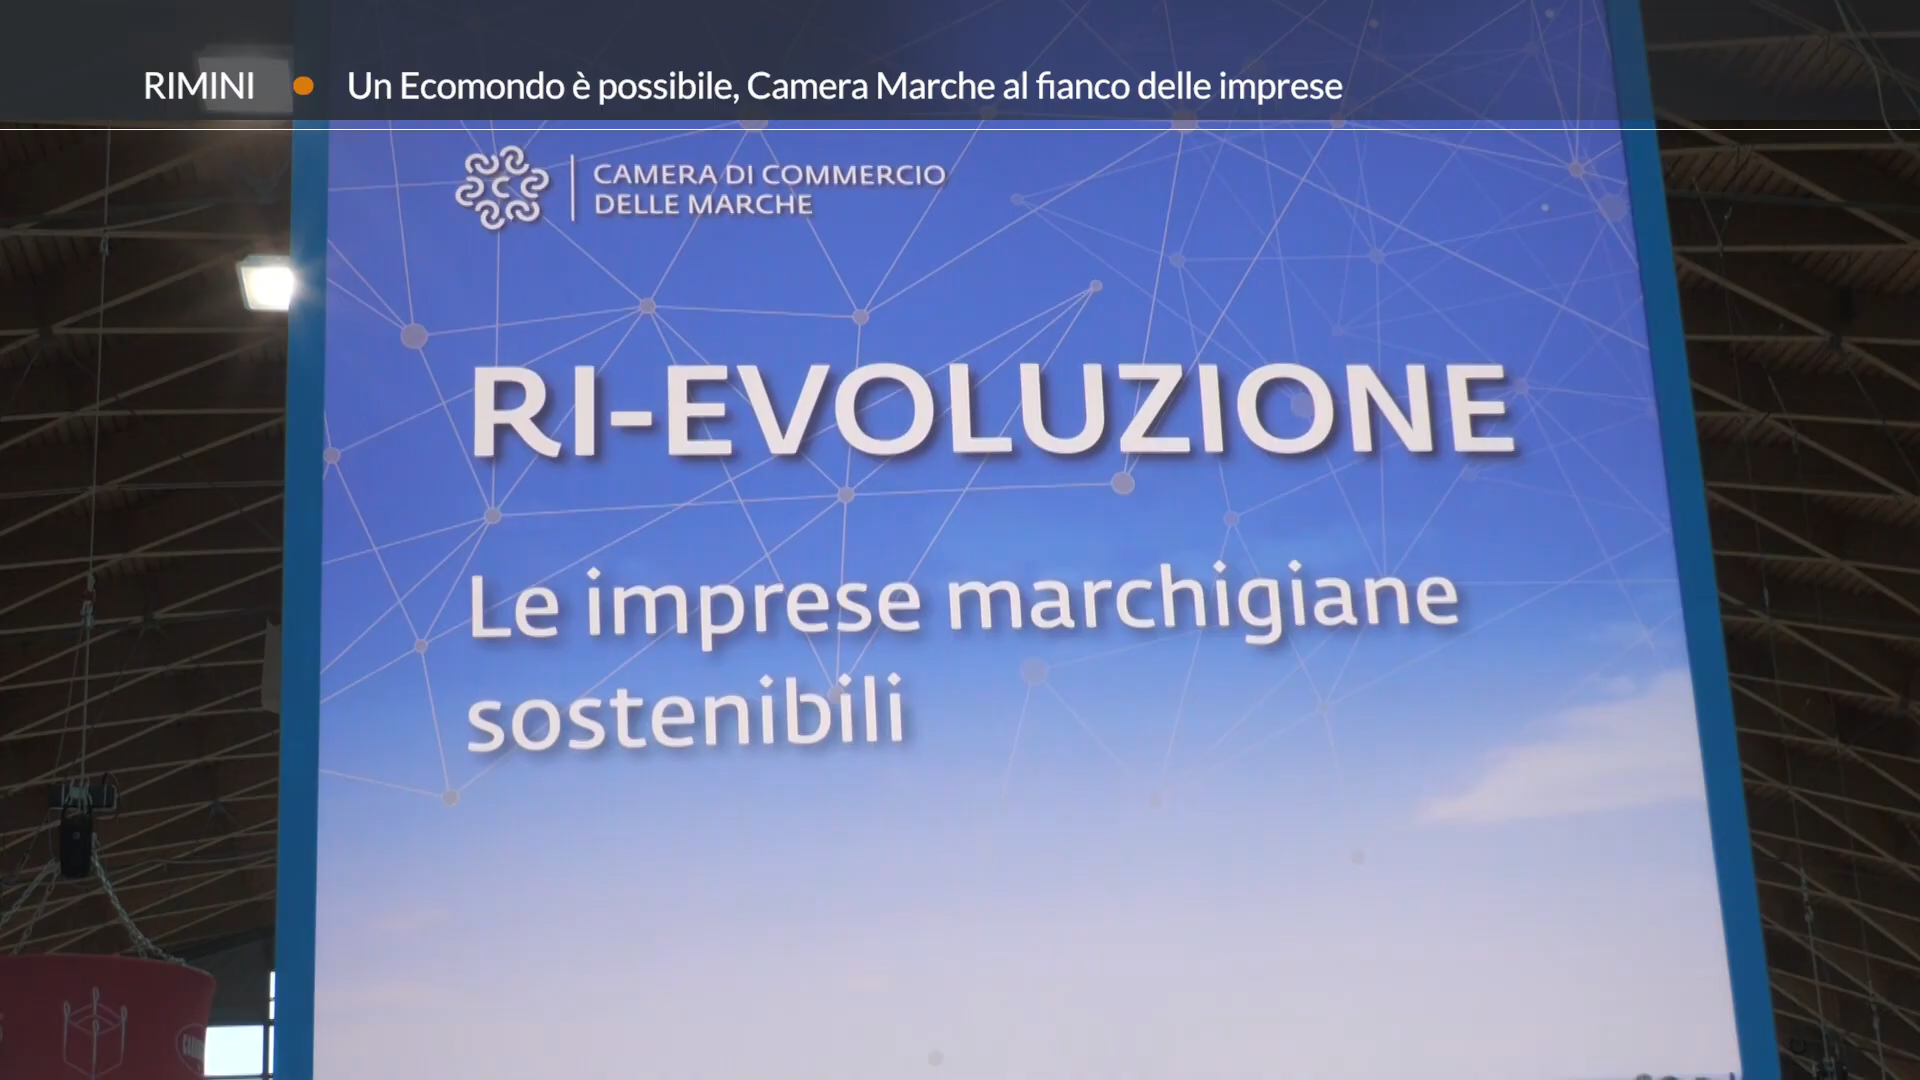 RIMINI • Un Ecomondo è possibile, Camera Marche al fianco delle imprese
CAMERA DI COMMERCIO
DELLE MARCHE
RI-EVOLUZIONE
Le imprese marchigiane
sostenibili